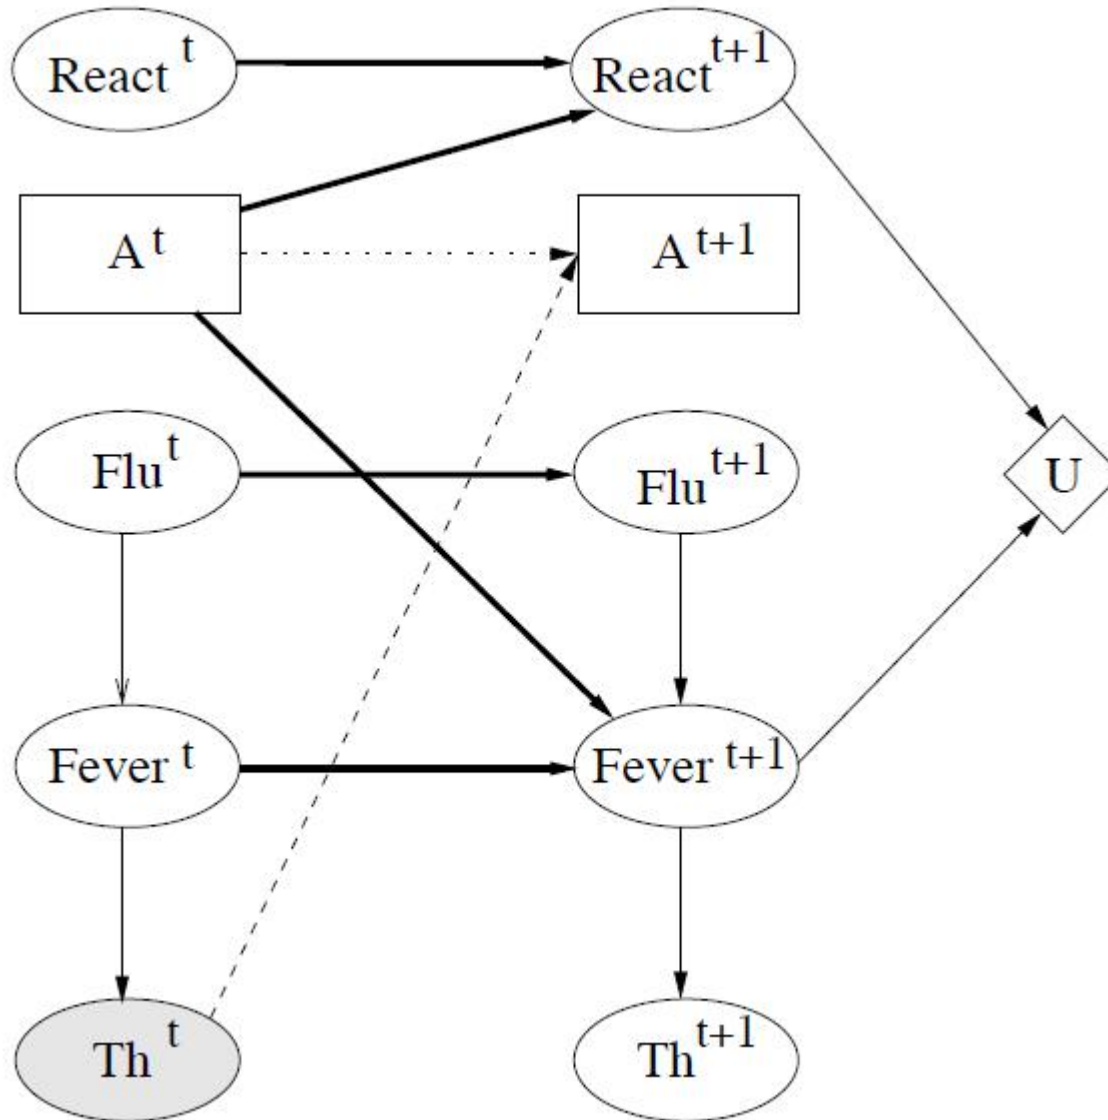 React t
React t+1
A t
A t+1
Flu t
Flu t+1
U
Fever t
Fever t+1
Th t
Th t+1